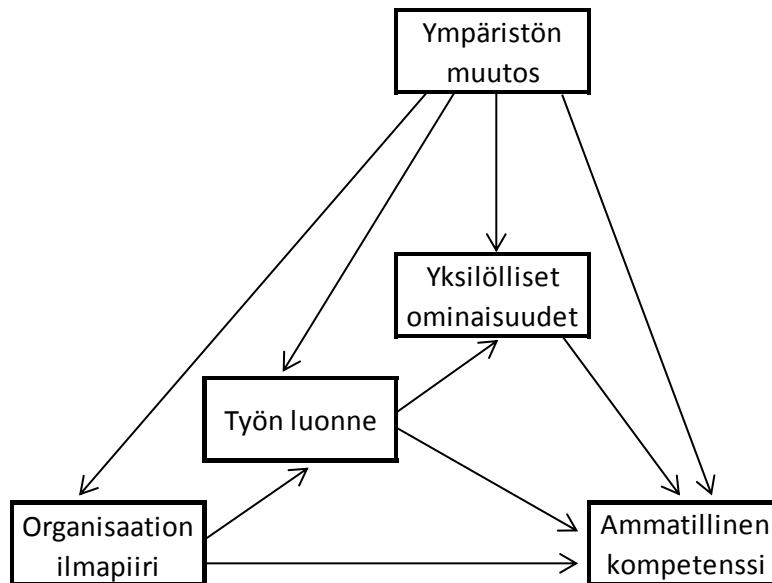 Ympäristön
muutos
Yksilölliset
ominaisuudet
Työn luonne
Organisaation
ilmapiiri
Ammatillinen
kompetenssi